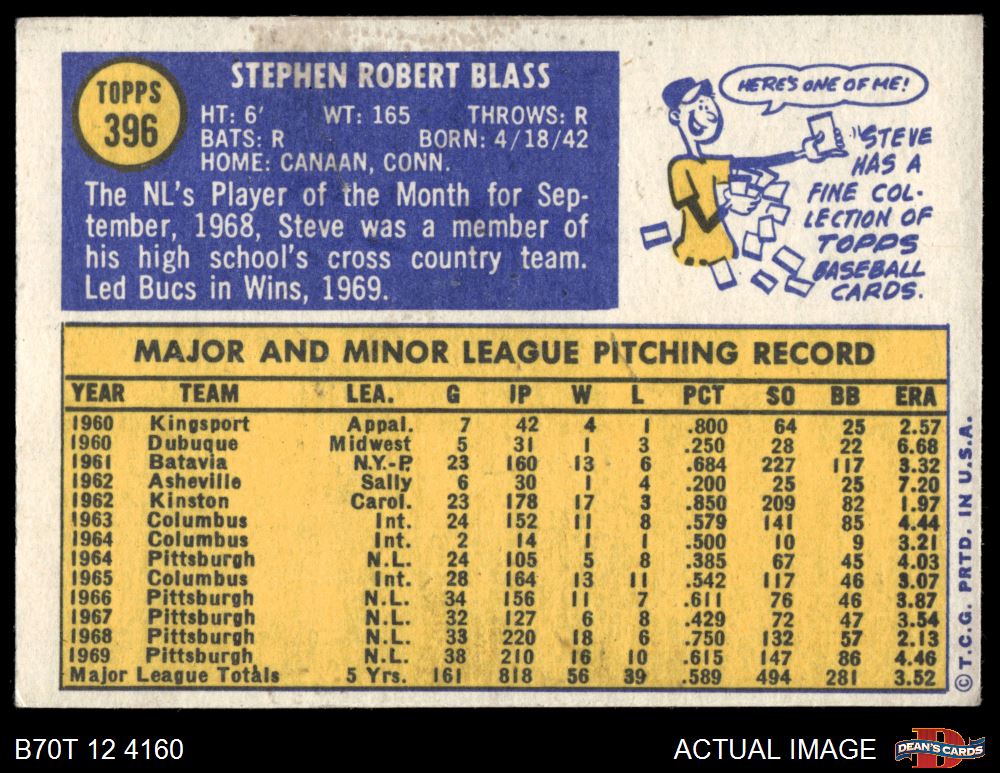 TOPPS
396
STEPHEN ROBERT BLASS
HT: 6' WT: 165 THROWS: R
BATS: R BORN: 4/18/42
HOME: CANAAN, CONN.
The NL's Player of the Month for Sep-
tember, 1968, Steve was a member of
his high school's cross country team.
Led Bucs in Wins, 1969.
HERE'S ONE OF ME!
"STEVE
HAS A
FINE COL-
LECTION OF
TOPPS
BASEBALL
CARDS.
MAJOR AND MINOR LEAGUE PITCHING RECORD
YEAR TEAM LEA. G IP W L PCT SO BB ERA
1960 Kingsport Appal. 7 42 4 1 .800 64 25 2.57
1960 Dubuque Midwest 5 31 1 3 .250 28 22 6.68
1961 Batavia N.Y.-P 23 160 13 6 .684 227 117 3.32
1962 Asheville Sally 6 30 1 4 .200 25 25 7.20
1962 Kinston Carol. 23 178 17 3 .850 209 82 1.97
1963 Columbus Int. 24 152 11 8 .579 141 85 4.44
1964 Columbus Int. 2 14 1 1 .500 10 9 3.21
1964 Pittsburgh N.L. 24 105 5 8 .385 67 45 4.03
1965 Columbus Int. 28 164 13 11 .542 117 46 3.07
1966 Pittsburgh N.L. 34 156 11 7 .611 76 46 3.87
1967 Pittsburgh N.L. 32 127 6 8 .429 72 47 3.54
1968 Pittsburgh N.L. 33 220 18 6 .750 132 57 2.13
1969 Pittsburgh N.L. 38 210 16 10 .615 147 86 4.46
Major League Totals 5 Yrs. 161 818 56 39 .589 494 281 3.52
©T.C.G. PRTD. IN U.S.A.
B70T 12 4160
ACTUAL IMAGE
D
DEAN'S CARDS